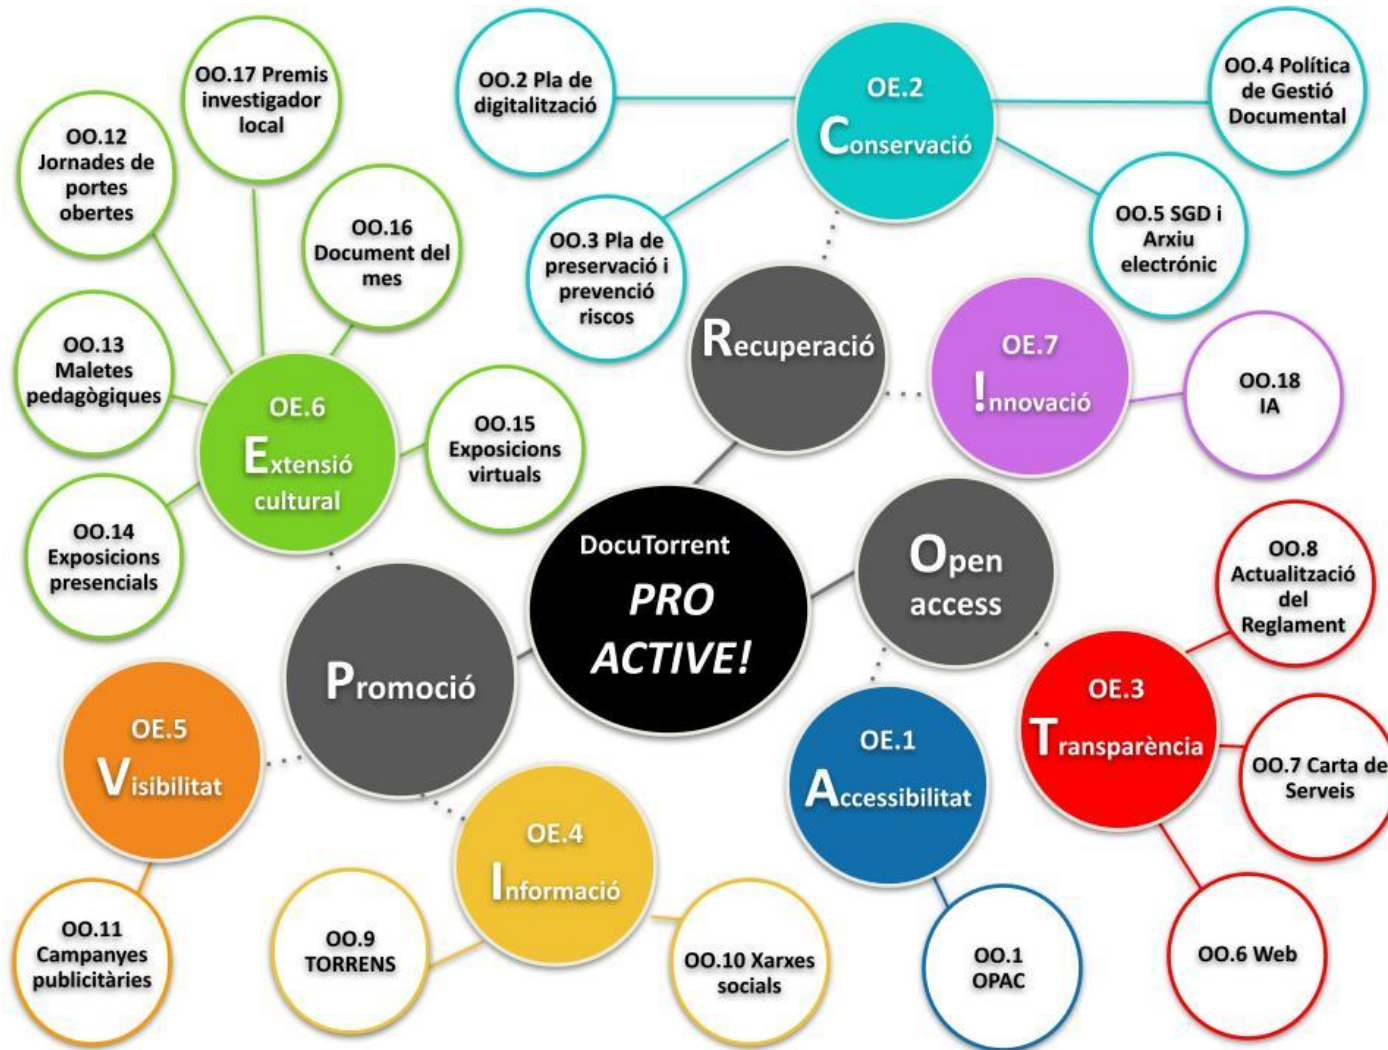 OO.17 Premis
investigador
local
OO.12
Jornades de
portes
obertes
OO.16
Document del
mes
OO.13
Maletes
pedagògiques
OE.6
Extensió
cultural
OO.15
Exposicions
virtuals
OO.14
Exposicions
presencials
OO.2 Pla de
digitalització
OE.2
Conservació
OO.4 Política
de Gestió
Documental
OO.3 Pla de
preservació i
prevenció
riscos
OO.5 SGD i
Arxiu
electrónic
Recuperació
OE.7
!nnovació
OO.18
IA
DocuTorrent
PRO
ACTIVE!
Open
access
OO.8
Actualització
del
Reglament
OE.3
Transparència
OO.7 Carta de
Serveis
OO.6 Web
OE.1
Accessibilitat
OO.1
OPAC
Promoció
OE.5
Visibilitat
OO.11
Campanyes
publicitàries
OE.4
Informació
OO.9
TORRENS
OO.10 Xarxes
socials